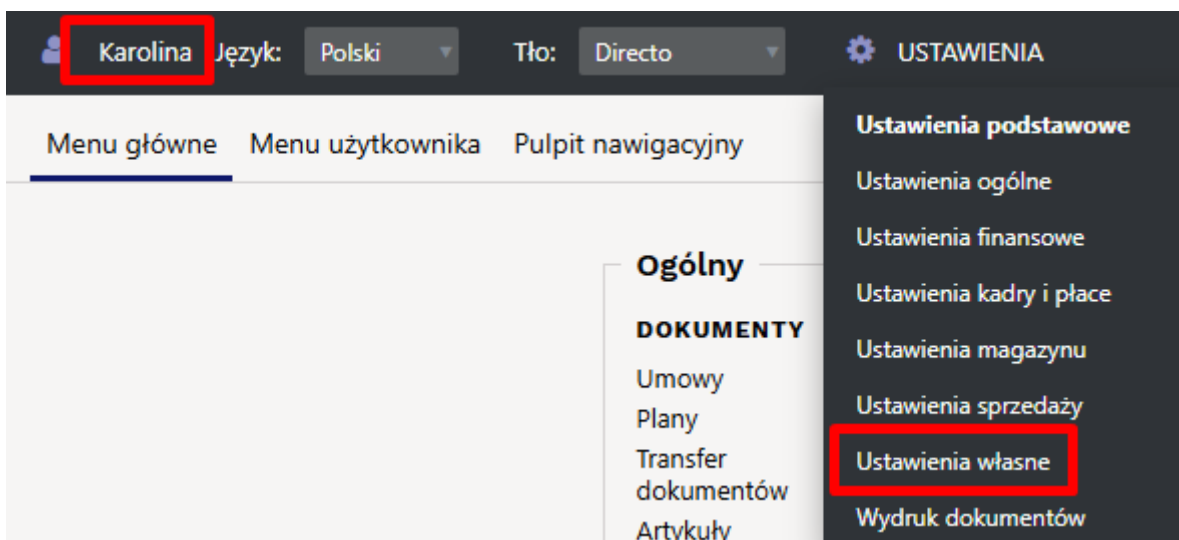 Karolina Język: Polski Tło: Directo USTAWIENIA
Menu główne Menu użytkownika Pulpit nawigacyjny
Ogólny
DOKUMENTY
Umowy
Plany
Transfer
dokumentów
Artykuły
Ustawienia podstawowe
Ustawienia ogólne
Ustawienia finansowe
Ustawienia kadry i płace
Ustawienia magazynu
Ustawienia sprzedaży
Ustawienia własne
Wydruk dokumentów